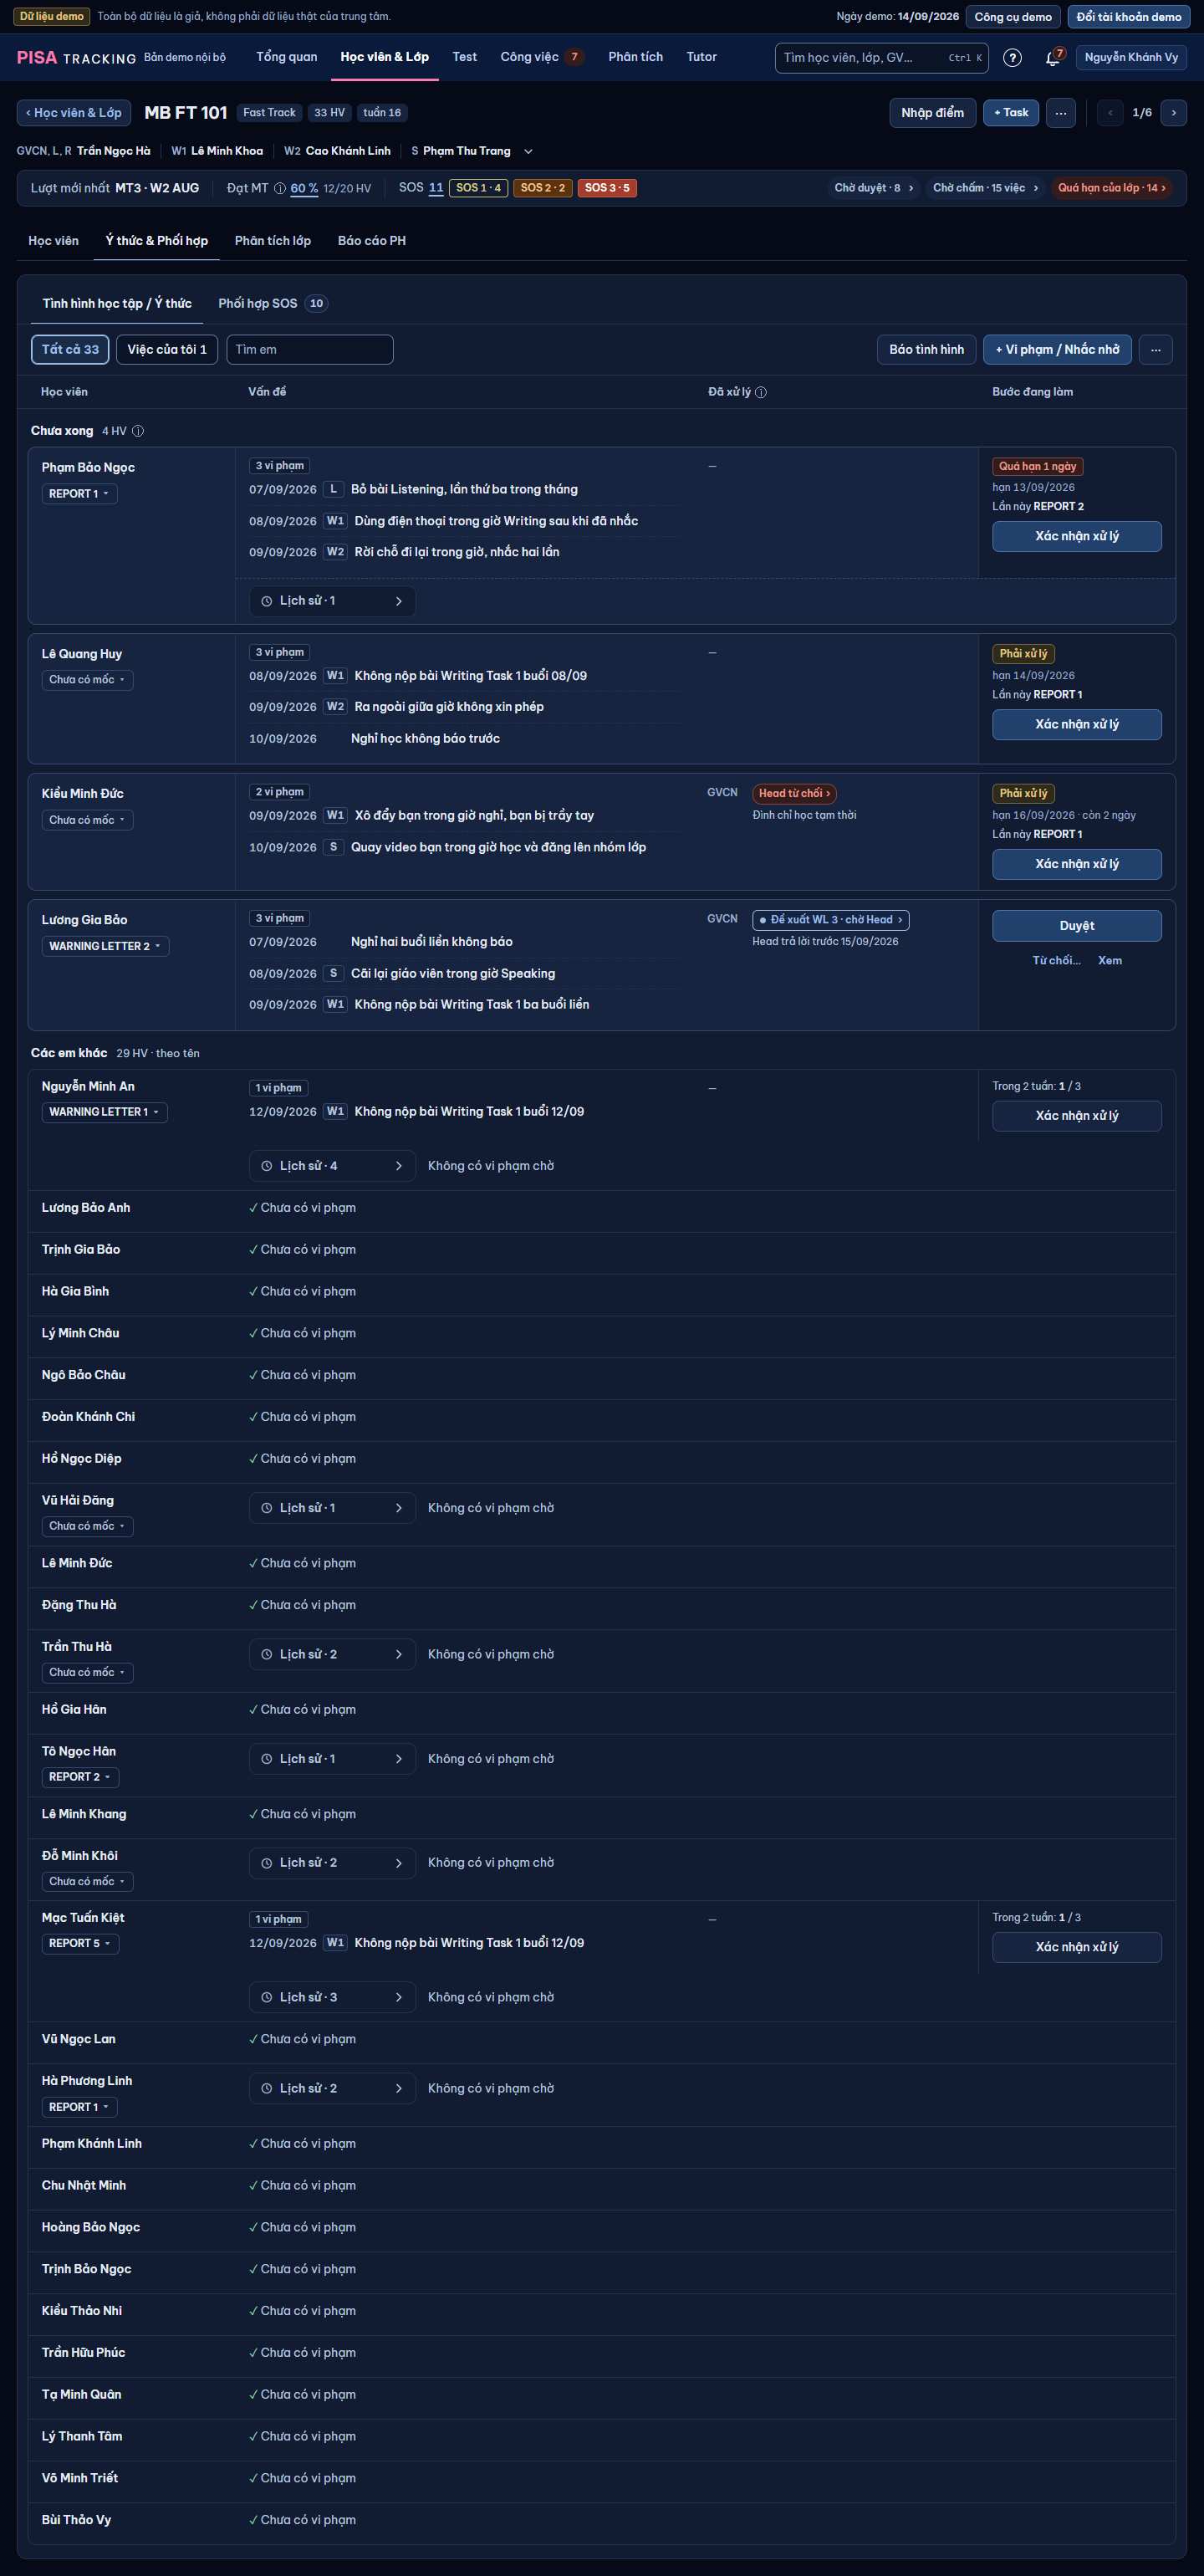 Dữ liệu demo Toàn bộ dữ liệu là giả, không phải dữ liệu thật của trung tâm. Ngày demo: 14/09/2026 Công cụ demo Đổi tài khoản demo
PISA TRACKING Bản demo nội bộ Tổng quan Học viên & Lớp Test Công việc 7 Phân tích Tutor Tìm học viên, lớp, GV... Ctrl K ? 7 Nguyễn Khánh Vy
‹ Học viên & Lớp MB FT 101 Fast Track 33 HV tuần 16 Nhập điểm + Task ... ‹ 1/6 ›
GVCN, L, R Trần Ngọc Hà W1 Lê Minh Khoa W2 Cao Khánh Linh S Phạm Thu Trang
Lượt mới nhất MT3 · W2 AUG Đạt MT ⓘ 60 % 12/20 HV SOS 11 SOS 1 · 4 SOS 2 · 2 SOS 3 · 5 Chờ duyệt · 8 › Chờ chấm · 15 việc › Quá hạn của lớp · 14 ›
Học viên Ý thức & Phối hợp Phân tích lớp Báo cáo PH
Tình hình học tập / Ý thức Phối hợp SOS 10
Tất cả 33 Việc của tôi 1 Tìm em Báo tình hình + Vi phạm / Nhắc nhở ...
Học viên Vấn đề Đã xử lý ⓘ Bước đang làm
Chưa xong 4 HV ⓘ
Phạm Bảo Ngọc 3 vi phạm — Quá hạn 1 ngày
REPORT 1 07/09/2026 L Bỏ bài Listening, lần thứ ba trong tháng hạn 13/09/2026
Lần này REPORT 2
08/09/2026 W1 Dùng điện thoại trong giờ Writing sau khi đã nhắc
Xác nhận xử lý
09/09/2026 W2 Rời chỗ đi lại trong giờ, nhắc hai lần
Lịch sử · 1 ›
Lê Quang Huy 3 vi phạm — Phải xử lý
Chưa có mốc 08/09/2026 W1 Không nộp bài Writing Task 1 buổi 08/09 hạn 14/09/2026
Lần này REPORT 1
09/09/2026 W2 Ra ngoài giữa giờ không xin phép
Xác nhận xử lý
10/09/2026 Nghỉ học không báo trước
Kiều Minh Đức 2 vi phạm GVCN Head từ chối › Phải xử lý
Chưa có mốc 09/09/2026 W1 Xô đẩy bạn trong giờ nghỉ, bạn bị trầy tay Đình chỉ học tạm thời hạn 16/09/2026 · còn 2 ngày
Lần này REPORT 1
10/09/2026 S Quay video bạn trong giờ học và đăng lên nhóm lớp
Xác nhận xử lý
Lương Gia Bảo 3 vi phạm GVCN Đề xuất WL 3 · chờ Head › Duyệt
WARNING LETTER 2 07/09/2026 Nghỉ hai buổi liền không báo Head trả lời trước 15/09/2026
Từ chối... Xem
08/09/2026 S Cãi lại giáo viên trong giờ Speaking
09/09/2026 W1 Không nộp bài Writing Task 1 ba buổi liền
Các em khác 29 HV · theo tên
Nguyễn Minh An 1 vi phạm — Trong 2 tuần: 1 / 3
WARNING LETTER 1 12/09/2026 W1 Không nộp bài Writing Task 1 buổi 12/09 Xác nhận xử lý
Lịch sử · 4 › Không có vi phạm chờ
Lương Bảo Anh ✓ Chưa có vi phạm
Trịnh Gia Bảo ✓ Chưa có vi phạm
Hà Gia Bình ✓ Chưa có vi phạm
Lý Minh Châu ✓ Chưa có vi phạm
Ngô Bảo Châu ✓ Chưa có vi phạm
Đoàn Khánh Chi ✓ Chưa có vi phạm
Hồ Ngọc Diệp ✓ Chưa có vi phạm
Vũ Hải Đăng Lịch sử · 1 › Không có vi phạm chờ
Chưa có mốc
Lê Minh Đức ✓ Chưa có vi phạm
Đặng Thu Hà ✓ Chưa có vi phạm
Trần Thu Hà Lịch sử · 2 › Không có vi phạm chờ
Chưa có mốc
Hồ Gia Hân ✓ Chưa có vi phạm
Tô Ngọc Hân Lịch sử · 1 › Không có vi phạm chờ
REPORT 2
Lê Minh Khang ✓ Chưa có vi phạm
Đỗ Minh Khôi Lịch sử · 2 › Không có vi phạm chờ
Chưa có mốc
Mạc Tuấn Kiệt 1 vi phạm — Trong 2 tuần: 1 / 3
REPORT 5 12/09/2026 W1 Không nộp bài Writing Task 1 buổi 12/09 Xác nhận xử lý
Lịch sử · 3 › Không có vi phạm chờ
Vũ Ngọc Lan ✓ Chưa có vi phạm
Hà Phương Linh Lịch sử · 2 › Không có vi phạm chờ
REPORT 1
Phạm Khánh Linh ✓ Chưa có vi phạm
Chu Nhật Minh ✓ Chưa có vi phạm
Hoàng Bảo Ngọc ✓ Chưa có vi phạm
Trịnh Bảo Ngọc ✓ Chưa có vi phạm
Kiều Thảo Nhi ✓ Chưa có vi phạm
Trần Hữu Phúc ✓ Chưa có vi phạm
Tạ Minh Quân ✓ Chưa có vi phạm
Lý Thanh Tâm ✓ Chưa có vi phạm
Võ Minh Triết ✓ Chưa có vi phạm
Bùi Thảo Vy ✓ Chưa có vi phạm